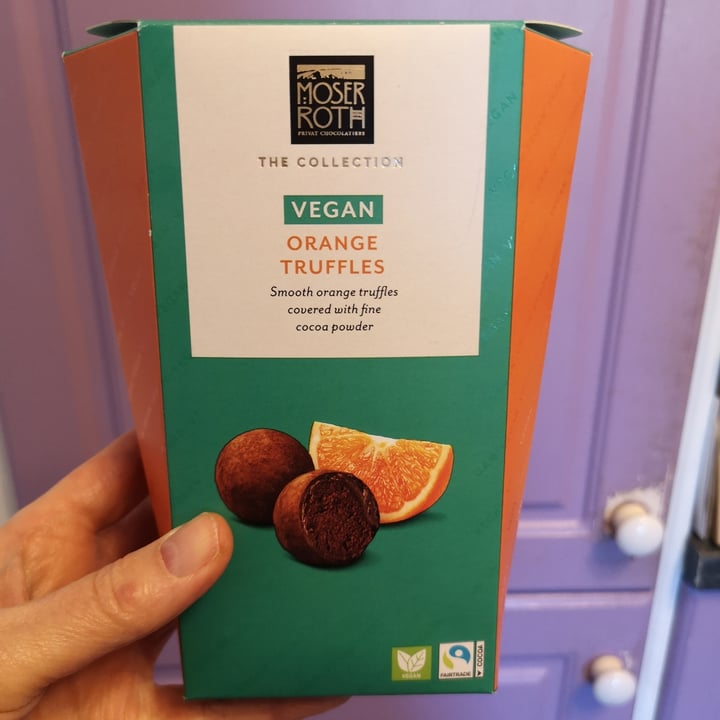 MOSER
ROTH
PRIVAT CHOCOLATIERS
THE COLLECTION
VEGAN
ORANGE
TRUFFLES
Smooth orange truffles
covered with fine
cocoa powder
VEGAN
FAIRTRADE
COCOA